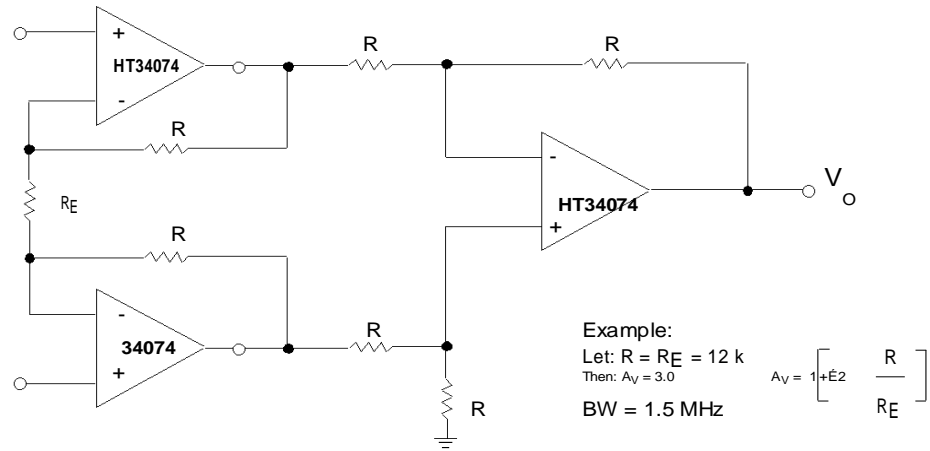 R
R
+
HT34074
-
R
-
HT34074
+
V
O
RE
R
-
34074
+
R
R
Example:
Let: R = RE = 12 k
Then: AV = 3.0
BW = 1.5 MHz
AV = 1+É2 R
RE